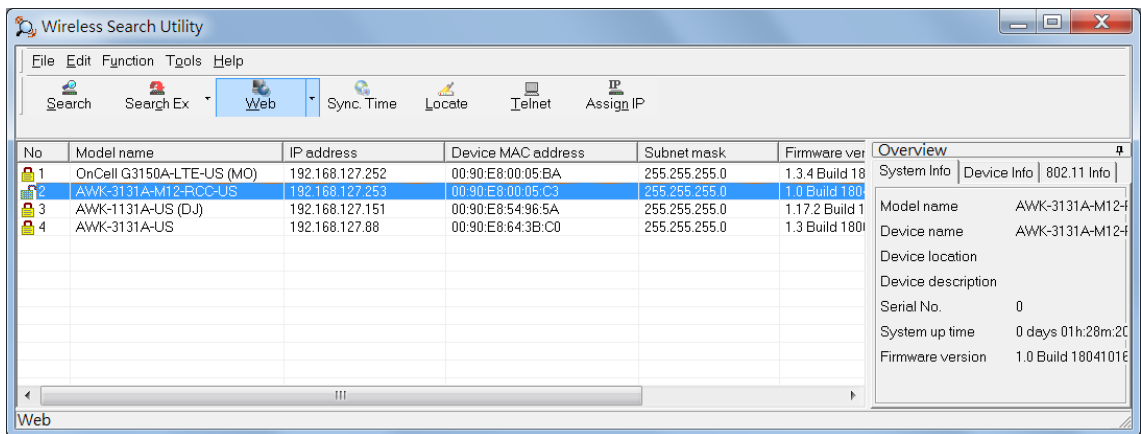 Wireless Search Utility
File Edit Function Tools Help
Search Search Ex Web Sync. Time Locate Telnet IP Assign IP
No Model name IP address Device MAC address Subnet mask Firmware ver
1 OnCell G3150A-LTE-US (MO) 192.168.127.252 00:90:E8:00:05:BA 255.255.255.0 1.3.4 Build 18
2 AWK-3131A-M12-RCC-US 192.168.127.253 00:90:E8:00:05:C3 255.255.255.0 1.0 Build 180
3 AWK-1131A-US (DJ) 192.168.127.151 00:90:E8:54:96:5A 255.255.255.0 1.17.2 Build 1
4 AWK-3131A-US 192.168.127.88 00:90:E8:64:3B:C0 255.255.255.0 1.3 Build 180
Overview
System Info Device Info 802.11 Info
Model name AWK-3131A-M12-
Device name AWK-3131A-M12-
Device location
Device description
Serial No. 0
System up time 0 days 01h:28m:20
Firmware version 1.0 Build 1804101
Web